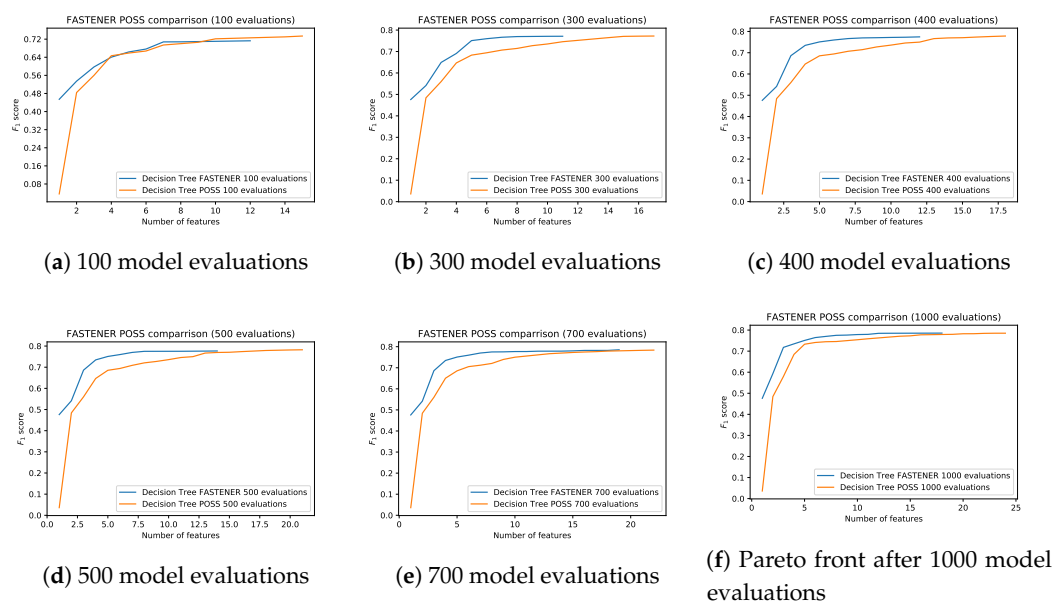 FASTENER POSS comparrison (100 evaluations)
0.72
0.64
0.56
0.48
0.40
0.32
0.24
0.16
0.08
F1 score
Decision Tree FASTENER 100 evaluations
Decision Tree POSS 100 evaluations
2 4 6 8 10 12 14
Number of features
(a) 100 model evaluations
FASTENER POSS comparrison (300 evaluations)
0.8
0.7
0.6
0.5
0.4
0.3
0.2
0.1
0.0
F1 score
Decision Tree FASTENER 300 evaluations
Decision Tree POSS 300 evaluations
2 4 6 8 10 12 14 16
Number of features
(b) 300 model evaluations
FASTENER POSS comparrison (400 evaluations)
0.8
0.7
0.6
0.5
0.4
0.3
0.2
0.1
0.0
F1 score
Decision Tree FASTENER 400 evaluations
Decision Tree POSS 400 evaluations
2.5 5.0 7.5 10.0 12.5 15.0 17.5
Number of features
(c) 400 model evaluations
FASTENER POSS comparrison (500 evaluations)
0.8
0.7
0.6
0.5
0.4
0.3
0.2
0.1
0.0
F1 score
Decision Tree FASTENER 500 evaluations
Decision Tree POSS 500 evaluations
0.0 2.5 5.0 7.5 10.0 12.5 15.0 17.5 20.0
Number of features
(d) 500 model evaluations
FASTENER POSS comparrison (700 evaluations)
0.8
0.7
0.6
0.5
0.4
0.3
0.2
0.1
0.0
F1 score
Decision Tree FASTENER 700 evaluations
Decision Tree POSS 700 evaluations
0 5 10 15 20
Number of features
(e) 700 model evaluations
FASTENER POSS comparrison (1000 evaluations)
0.8
0.7
0.6
0.5
0.4
0.3
0.2
0.1
0.0
F1 score
Decision Tree FASTENER 1000 evaluations
Decision Tree POSS 1000 evaluations
0 5 10 15 20 25
Number of features
(f) Pareto front after 1000 model
evaluations